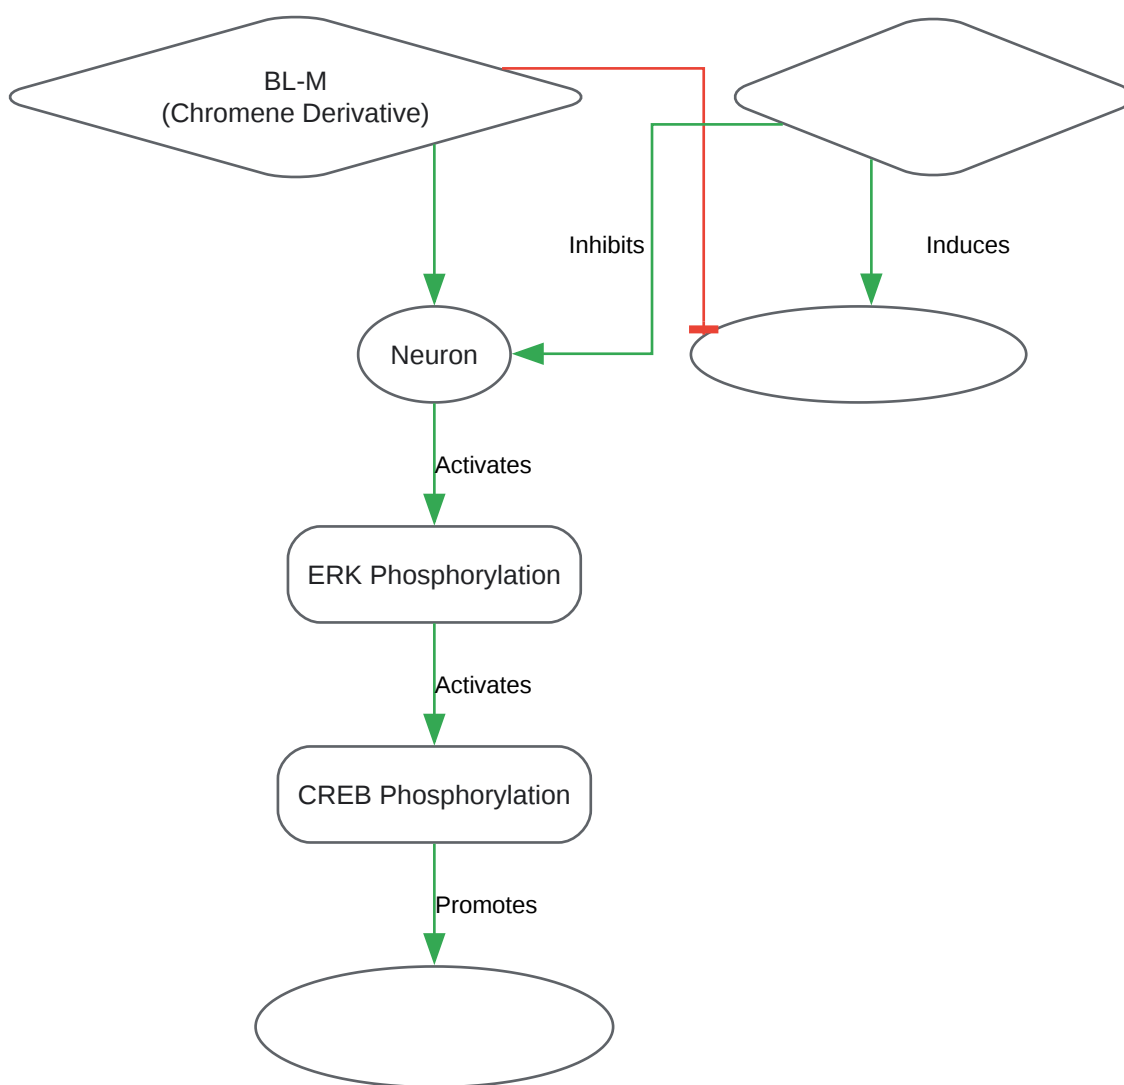 BL-M
(Chromene Derivative)
Inhibits
Induces
Neuron
Activates
ERK Phosphorylation
Activates
CREB Phosphorylation
Promotes